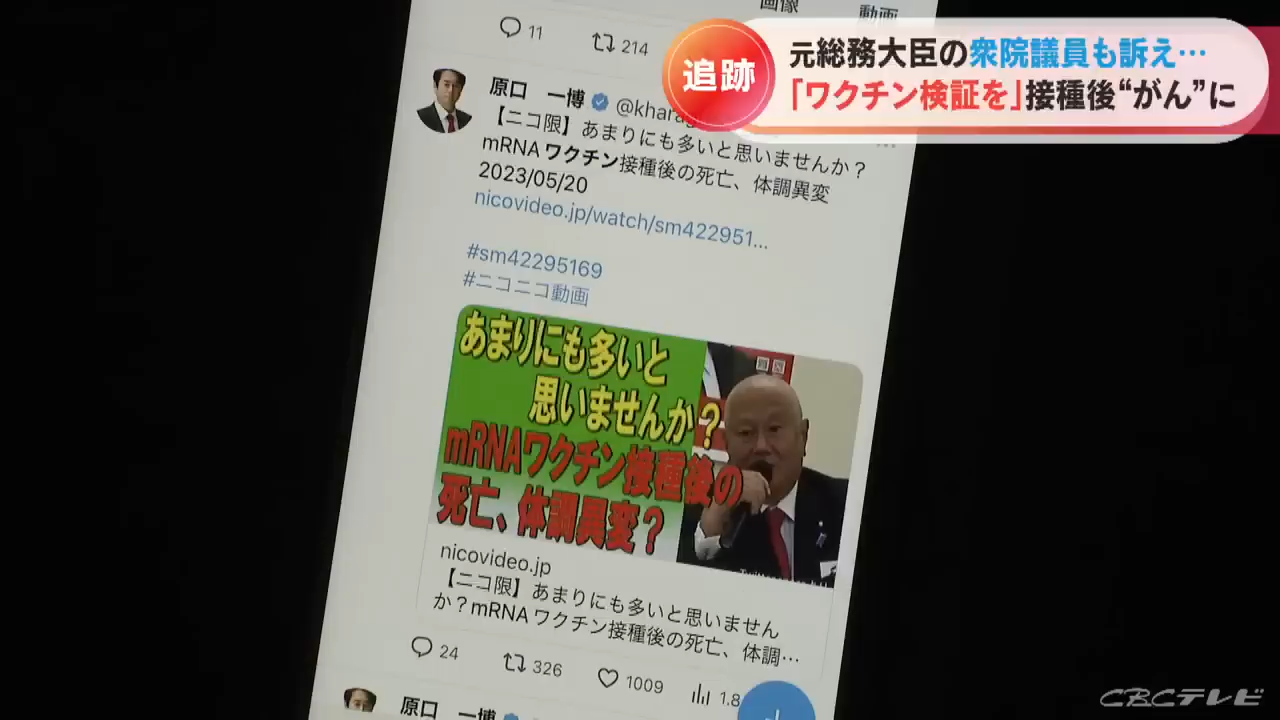 画像
動画
11
214
追跡
元総務大臣の衆院議員も訴え…
「ワクチン検証を」接種後“がん”に
原口 一博
【ニコ限】あまりにも多いと思いませんか？
mRNAワクチン接種後の死亡、体調異変
2023/05/20
nicovideo.jp/watch/sm422951...
#sm42295169
#ニコニコ動画
あまりにも多いと
思いませんか？
mRNAワクチン接種後の
死亡、体調異変？
nicovideo.jp
【ニコ限】あまりにも多いと思いません
か？mRNAワクチン接種後の死亡、体調…
24
326
1009
原口 一博
CBCテレビ